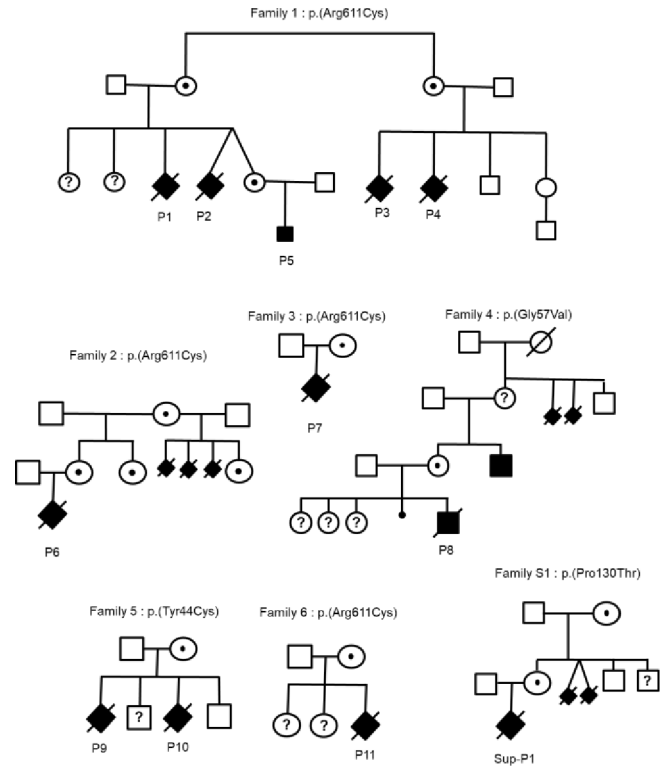 Family 1 : p.(Arg611Cys)
? ?
P1 P2 P3 P4
P5
Family 3 : p.(Arg611Cys)
P7
Family 4 : p.(Gly57Val)
?
? ? ?
P8
Family 2 : p.(Arg611Cys)
P6
Family 5 : p.(Tyr44Cys)
?
P9 P10
Family 6 : p.(Arg611Cys)
? ?
P11
Family S1 : p.(Pro130Thr)
?
Sup-P1